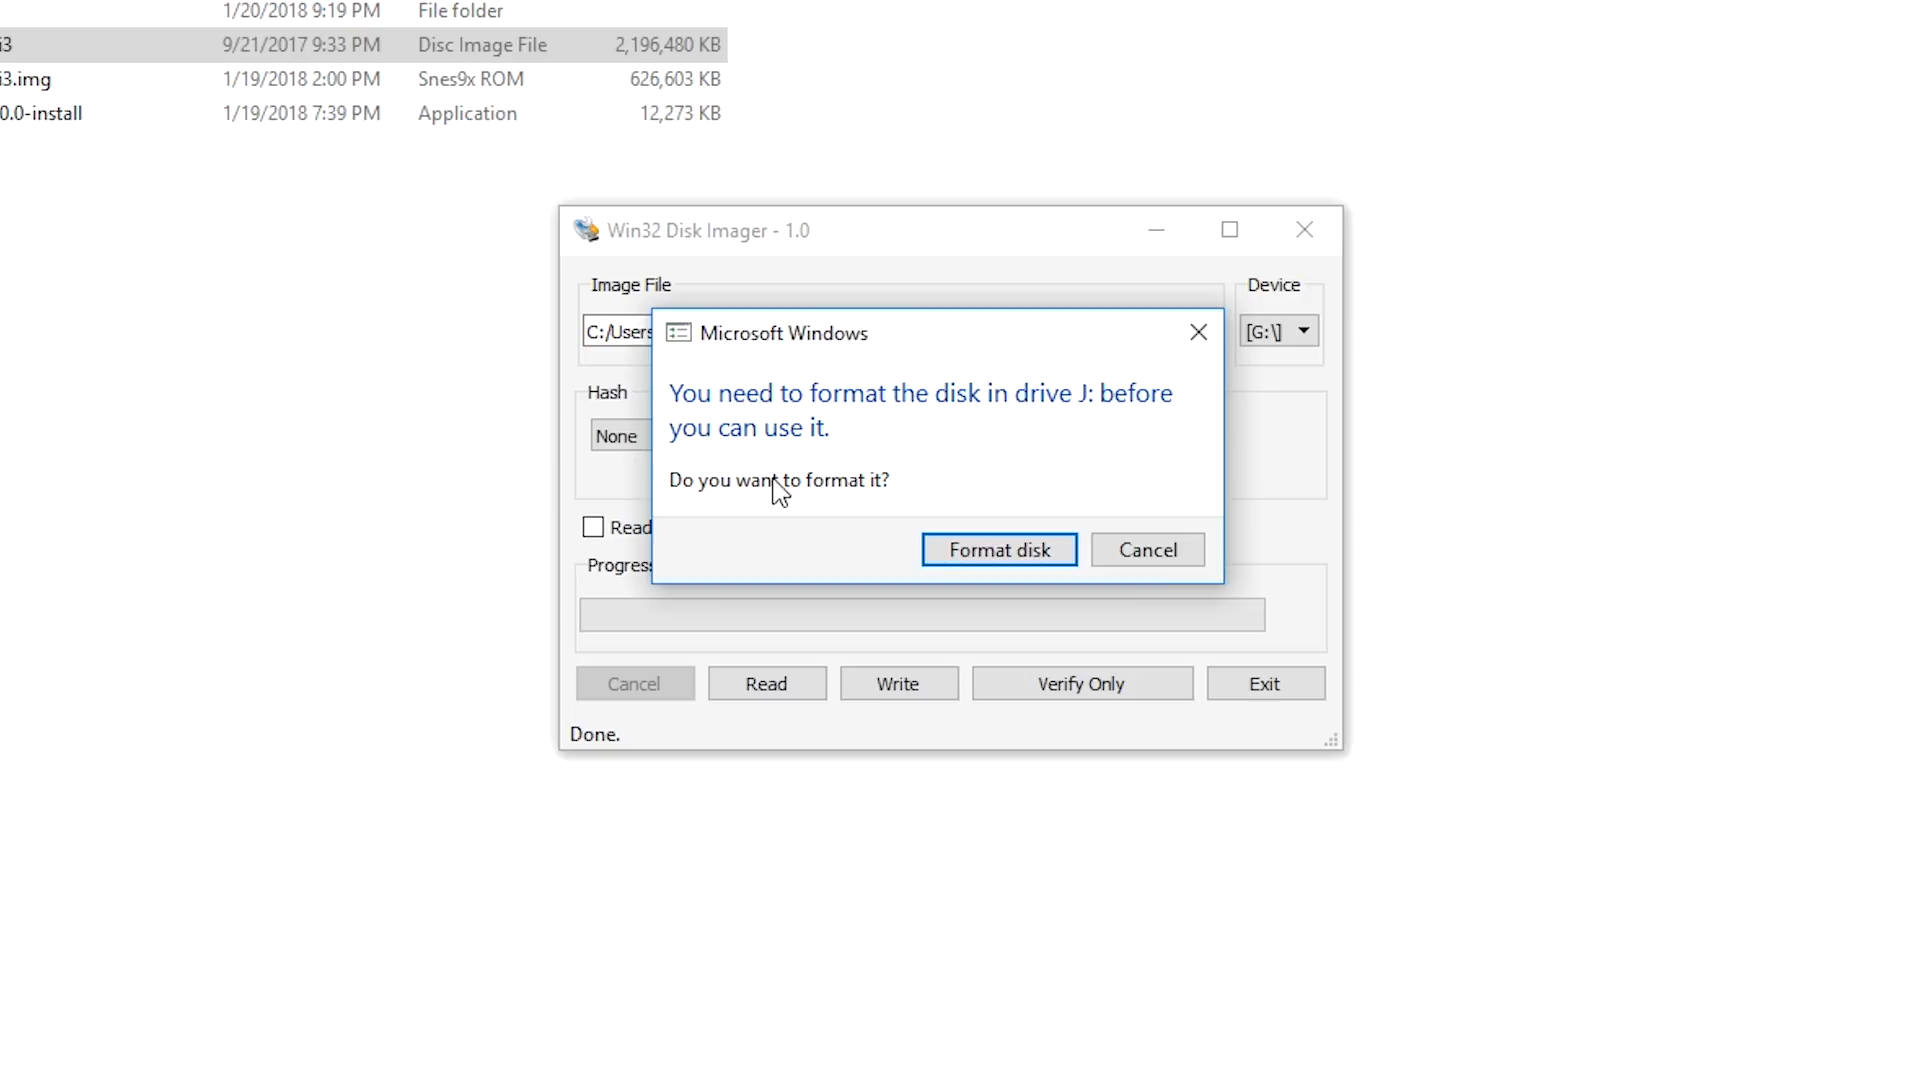 1/20/2018 9:19 PM File folder
i3 9/21/2017 9:33 PM Disc Image File 2,196,480 KB
i3.img 1/19/2018 2:00 PM Snes9x ROM 626,603 KB
0.0-install 1/19/2018 7:39 PM Application 12,273 KB
Win32 Disk Imager - 1.0
Image File Device
C:/Users [G:\]
Microsoft Windows
You need to format the disk in drive J: before
you can use it.
Do you want to format it?
Format disk Cancel
Hash
None
Read
Progress
Cancel Read Write Verify Only Exit
Done.